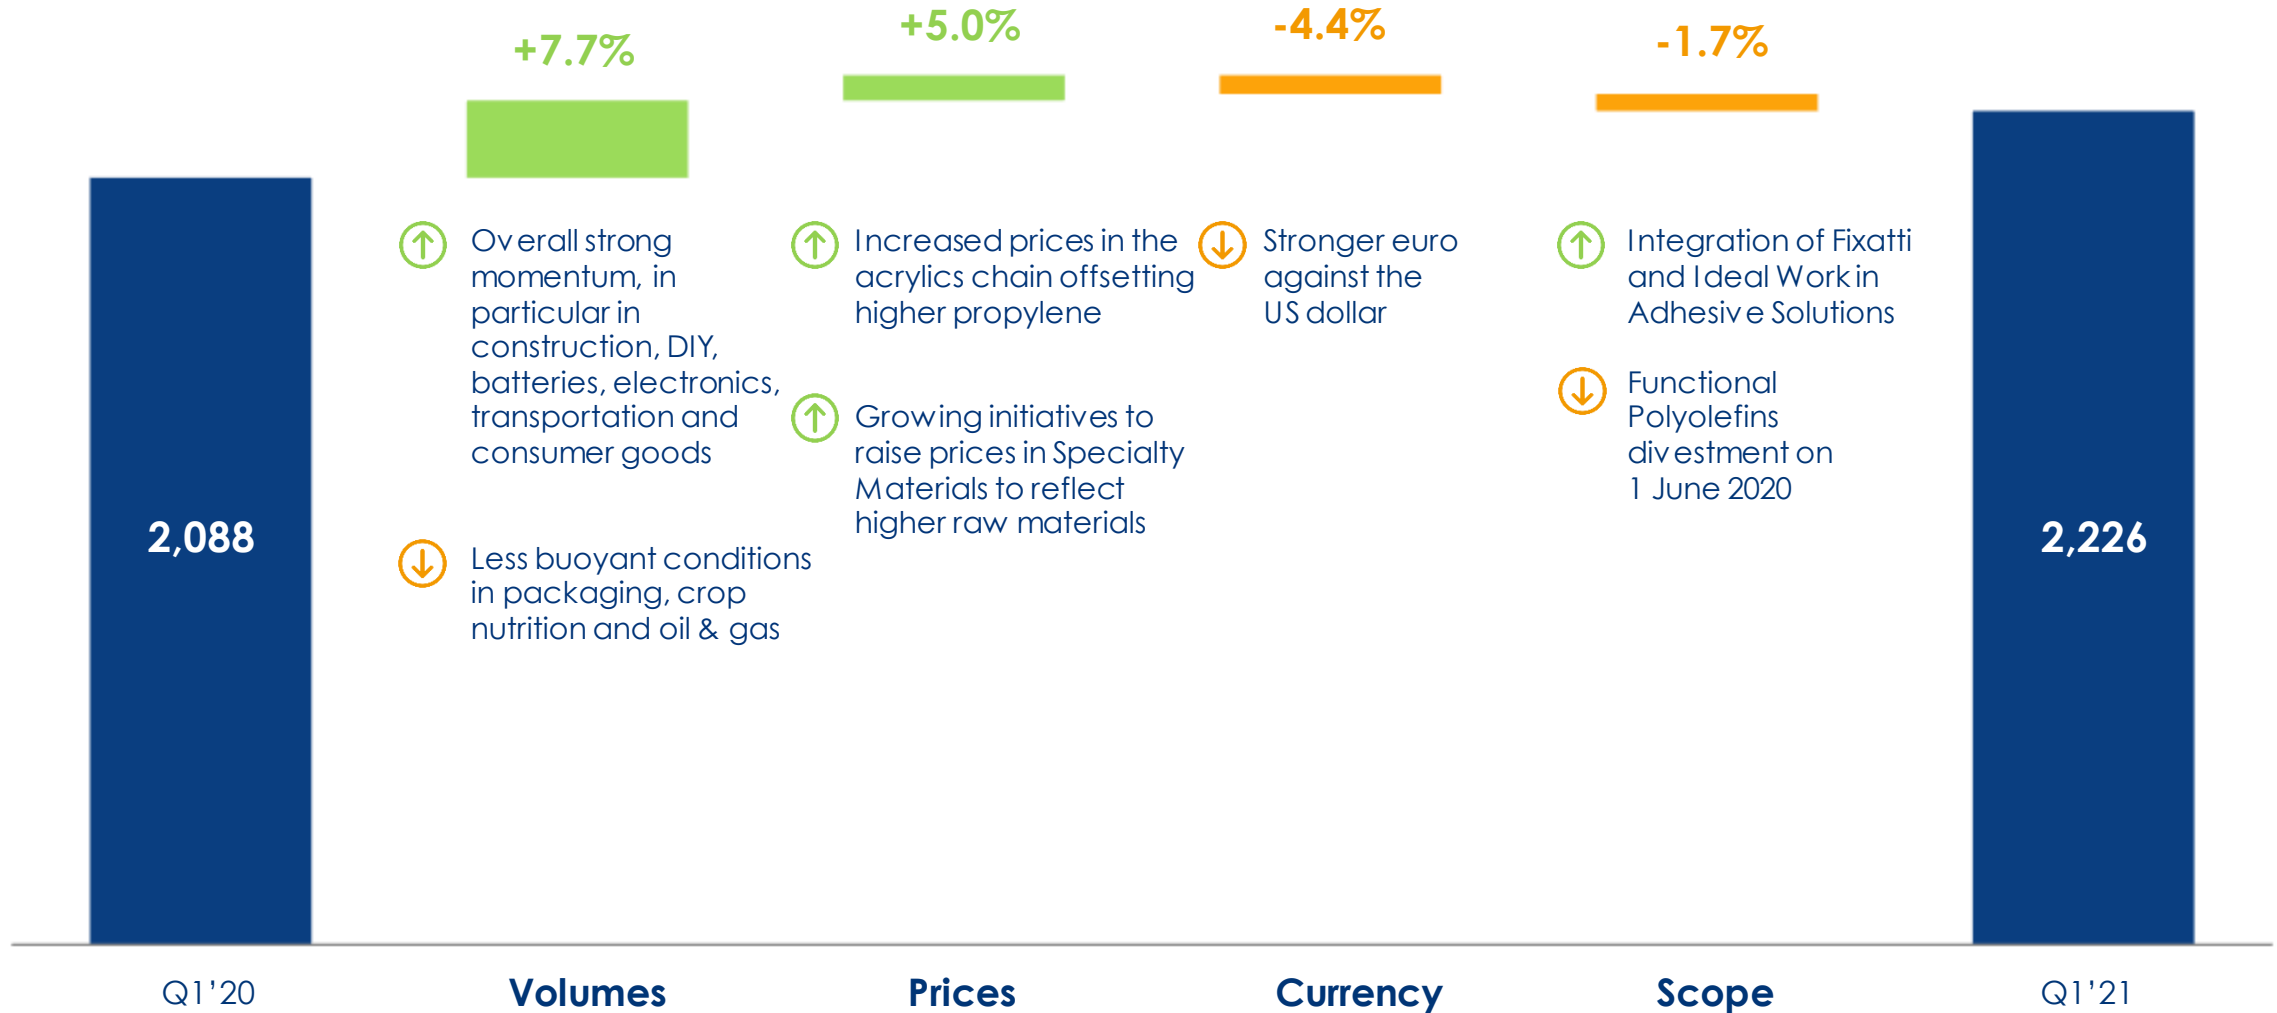 +7.7%
+5.0%
-4.4%
-1.7%
Overall strong
momentum, in
particular in
construction, DIY,
batteries, electronics,
transportation and
consumer goods
Less buoyant conditions
in packaging, crop
nutrition and oil & gas
Increased prices in the
acrylics chain offsetting
higher propylene
Growing initiatives to
raise prices in Specialty
Materials to reflect
higher raw materials
Stronger euro
against the
US dollar
Integration of Fixatti
and Ideal Work in
Adhesive Solutions
Functional
Polyolefins
divestment on
1 June 2020
2,088
2,226
Q1’20
Volumes
Prices
Currency
Scope
Q1’21